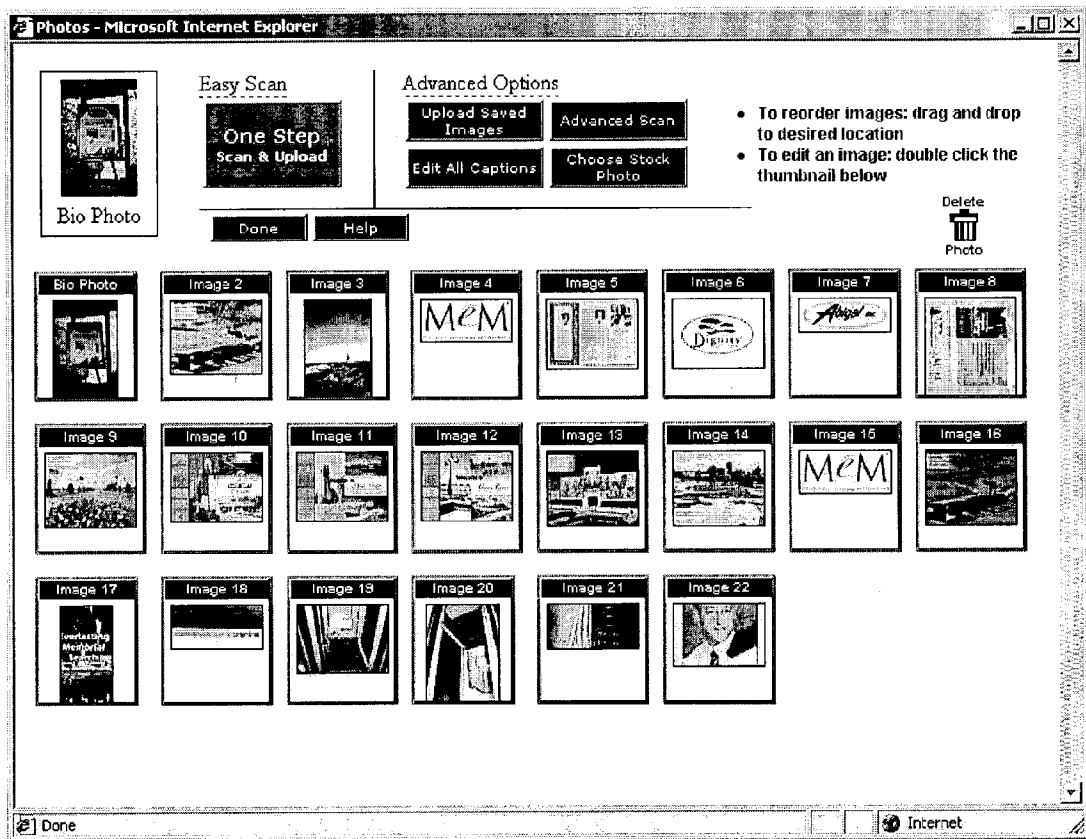 Photos - Microsoft Internet Explorer
Bio Photo
Easy Scan
One Step
Scan & Upload
Advanced Options
Upload Saved
Images
Advanced Scan
Edit All Captions
Choose Stock
Photo
• To reorder images: drag and drop
to desired location
• To edit an image: double click the
thumbnail below
Done
Help
Delete
Photo
Bio Photo
Image 2
Image 3
Image 4
Image 5
Image 6
Image 7
Image 8
MeM
DIGNITY
Image 9
Image 10
Image 11
Image 12
Image 13
Image 14
Image 15
Image 16
MeM
Image 17
Image 18
Image 19
Image 20
Image 21
Image 22
Everlasting
Memorial
Done
Internet